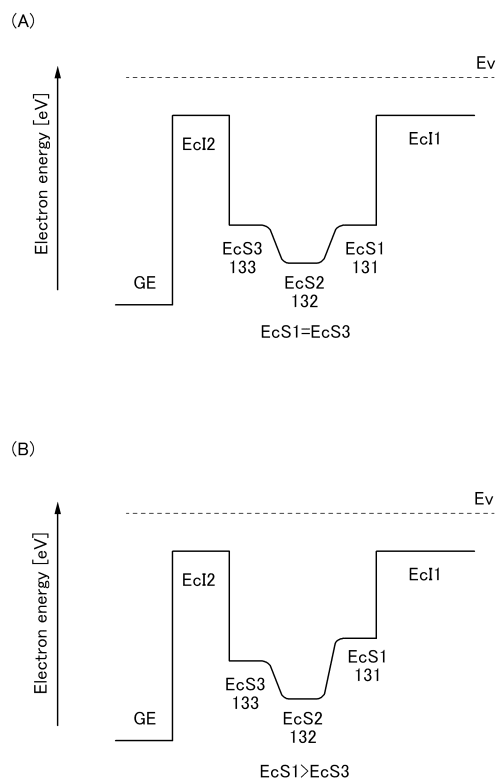 (A)
Ev
Electron energy [eV]
EcI2
EcI1
EcS3
133
EcS1
131
GE
EcS2
132
EcS1=EcS3
(B)
Ev
Electron energy [eV]
EcI2
EcI1
EcS1
131
EcS3
133
GE
EcS2
132
EcS1>EcS3